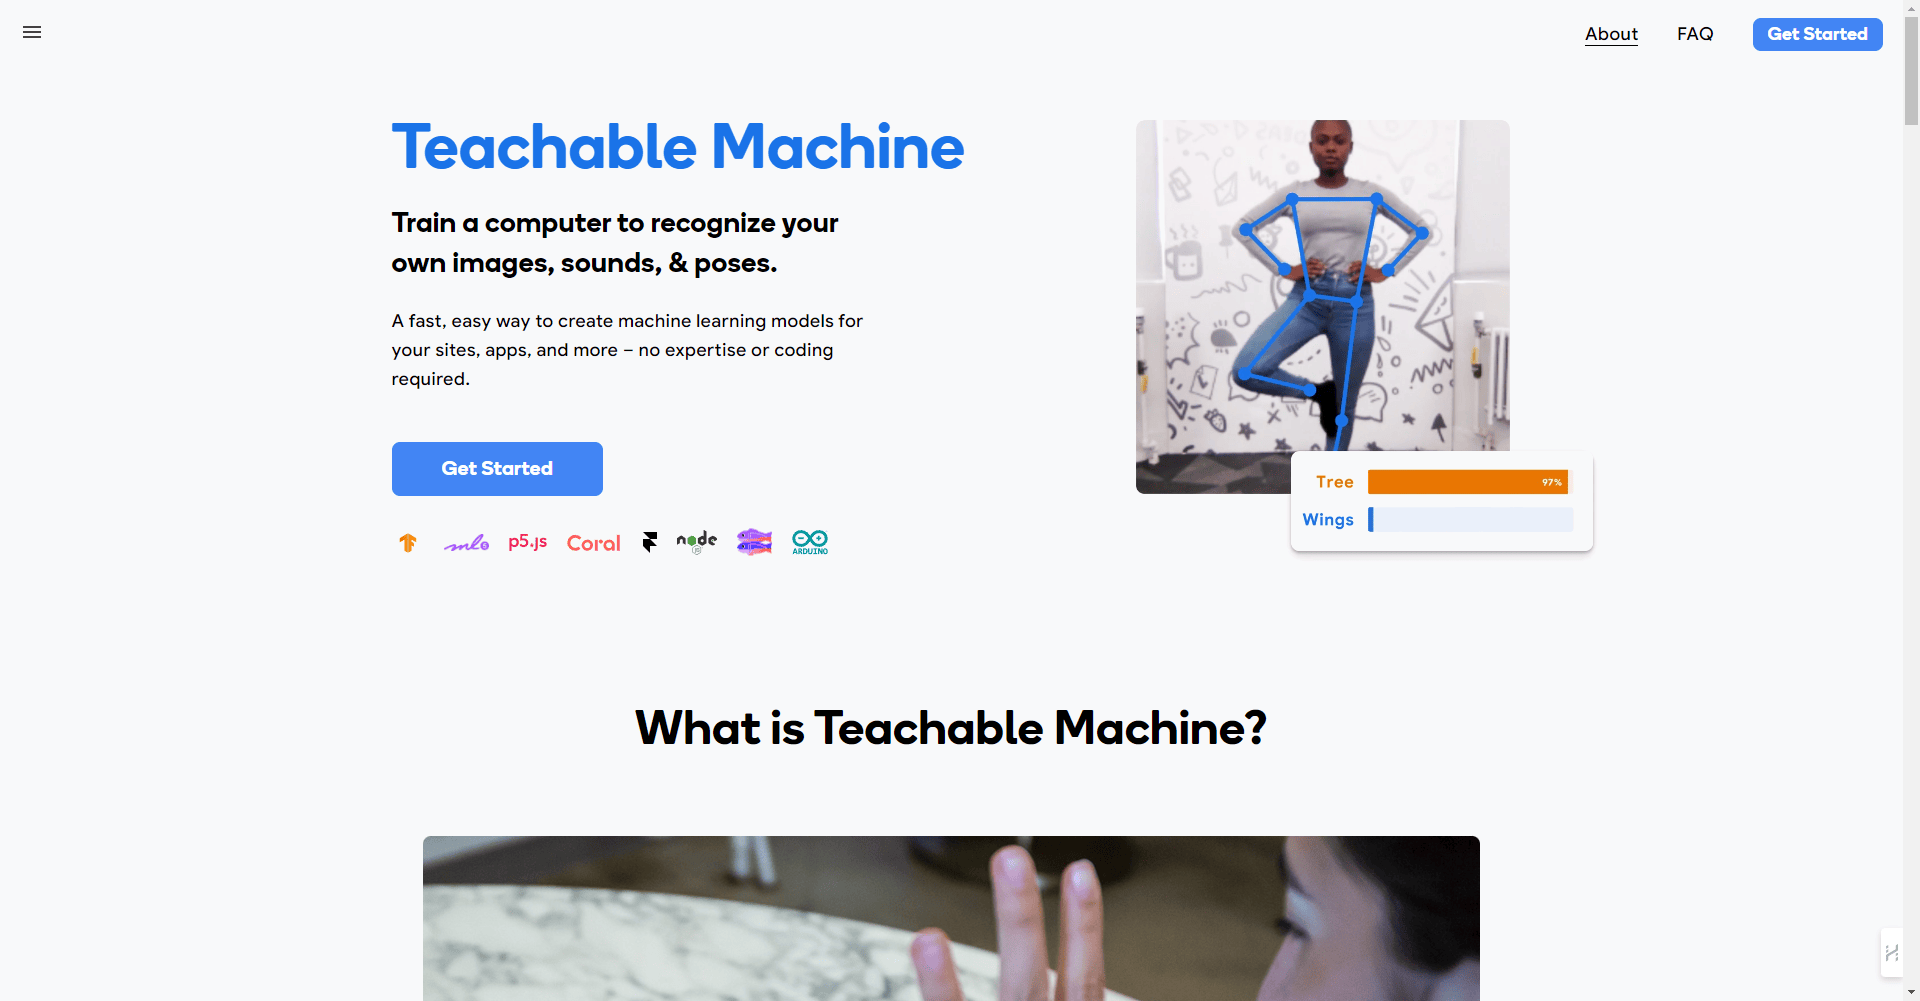 About FAQ Get Started
Teachable Machine
Train a computer to recognize your
own images, sounds, & poses.
A fast, easy way to create machine learning models for
your sites, apps, and more – no expertise or coding
required.
Get Started
ml5 p5.js Coral node JS ARDUINO
Tree 97%
Wings
What is Teachable Machine?